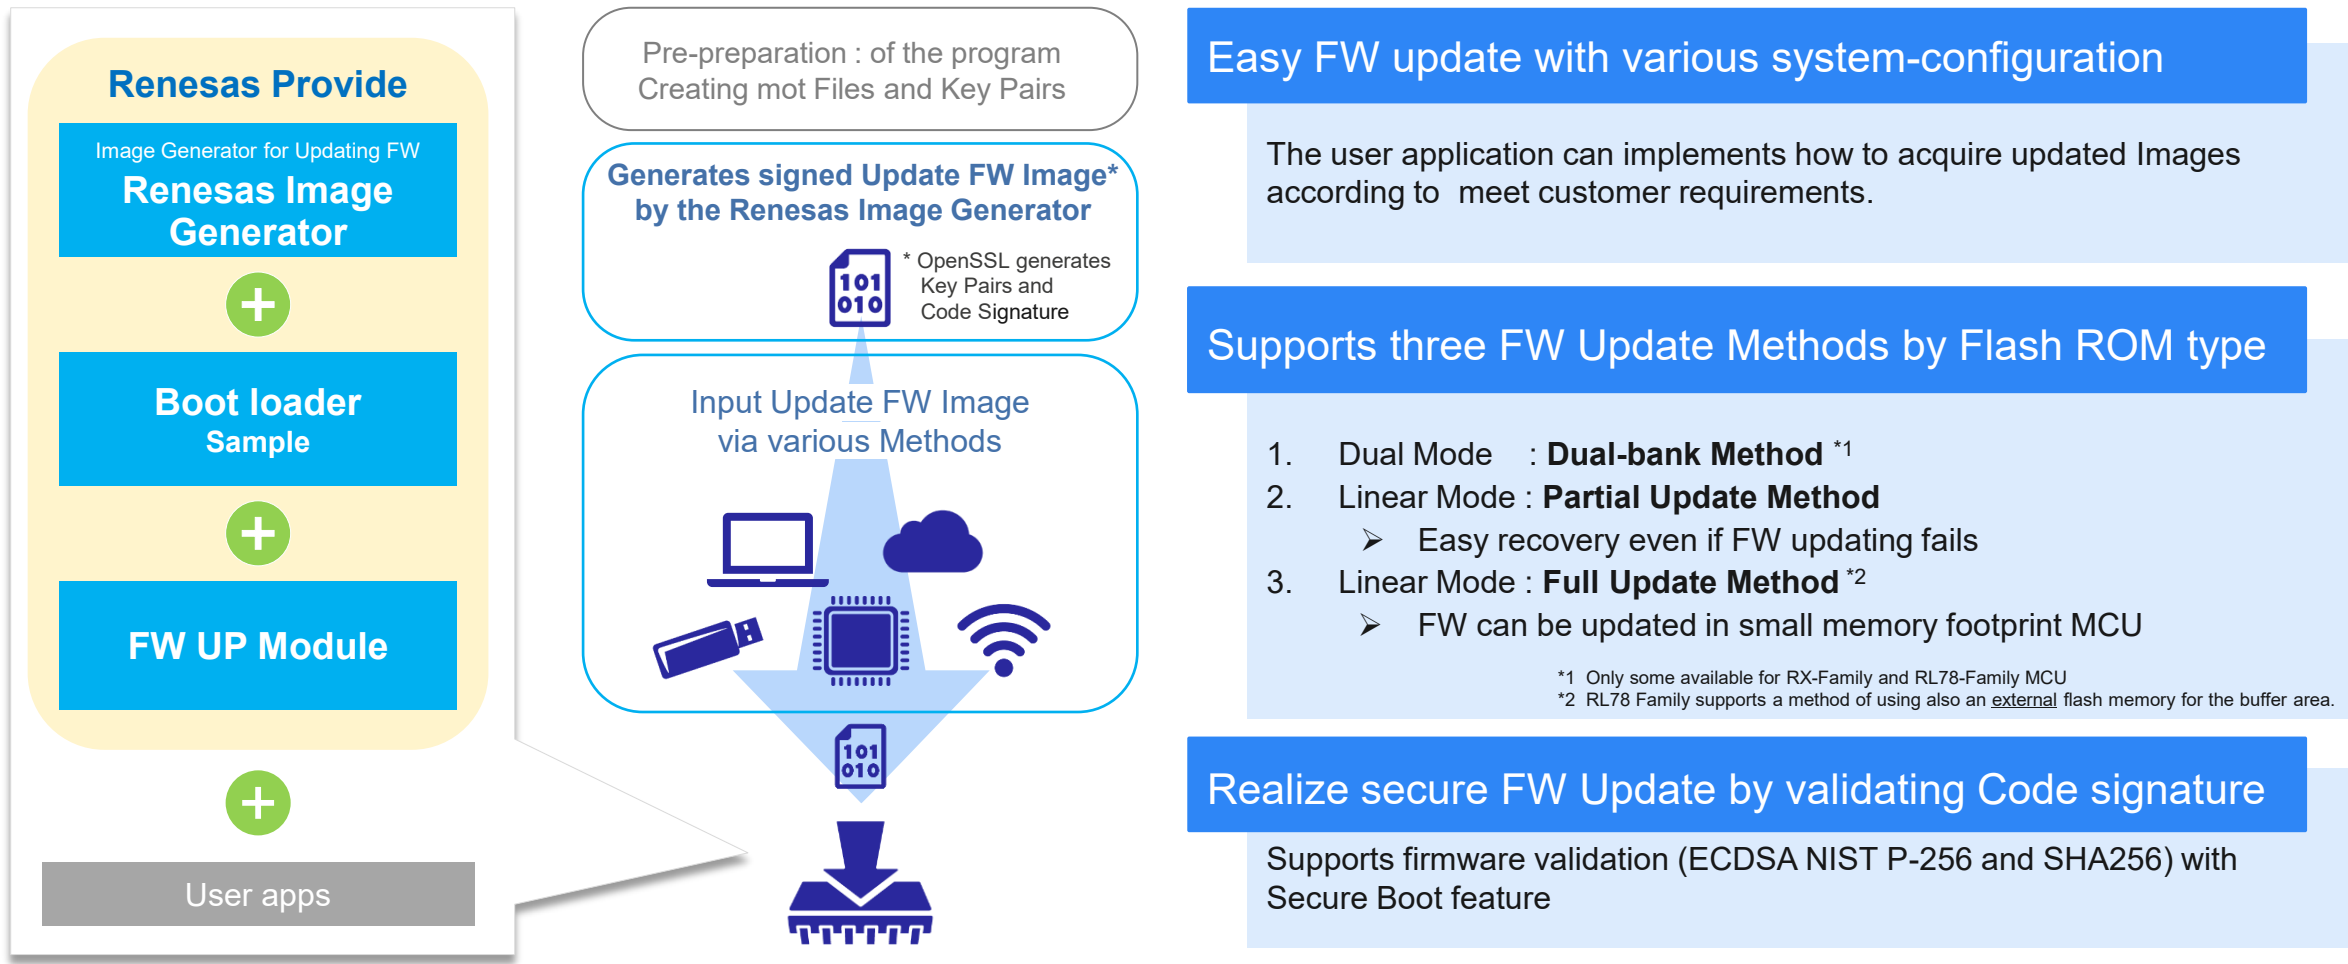 Renesas Provide
Image Generator for Updating FW
Renesas Image
Generator
Boot loader
Sample
FW UP Module
User apps
Pre-preparation : of the program
Creating mot Files and Key Pairs
Generates signed Update FW Image*
by the Renesas Image Generator
101
010
* OpenSSL generates
Key Pairs and
Code Signature
Input Update FW Image
via various Methods
101
010
Easy FW update with various system-configuration
The user application can implements how to acquire updated Images
according to  meet customer requirements.
Supports three FW Update Methods by Flash ROM type
1. Dual Mode : Dual-bank Method *1
2. Linear Mode : Partial Update Method
➢ Easy recovery even if FW updating fails
3. Linear Mode : Full Update Method *2
➢ FW can be updated in small memory footprint MCU
*1 Only some available for RX-Family and RL78-Family MCU
*2 RL78 Family supports a method of using also an external flash memory for the buffer area.
Realize secure FW Update by validating Code signature
Supports firmware validation (ECDSA NIST P-256 and SHA256) with
Secure Boot feature